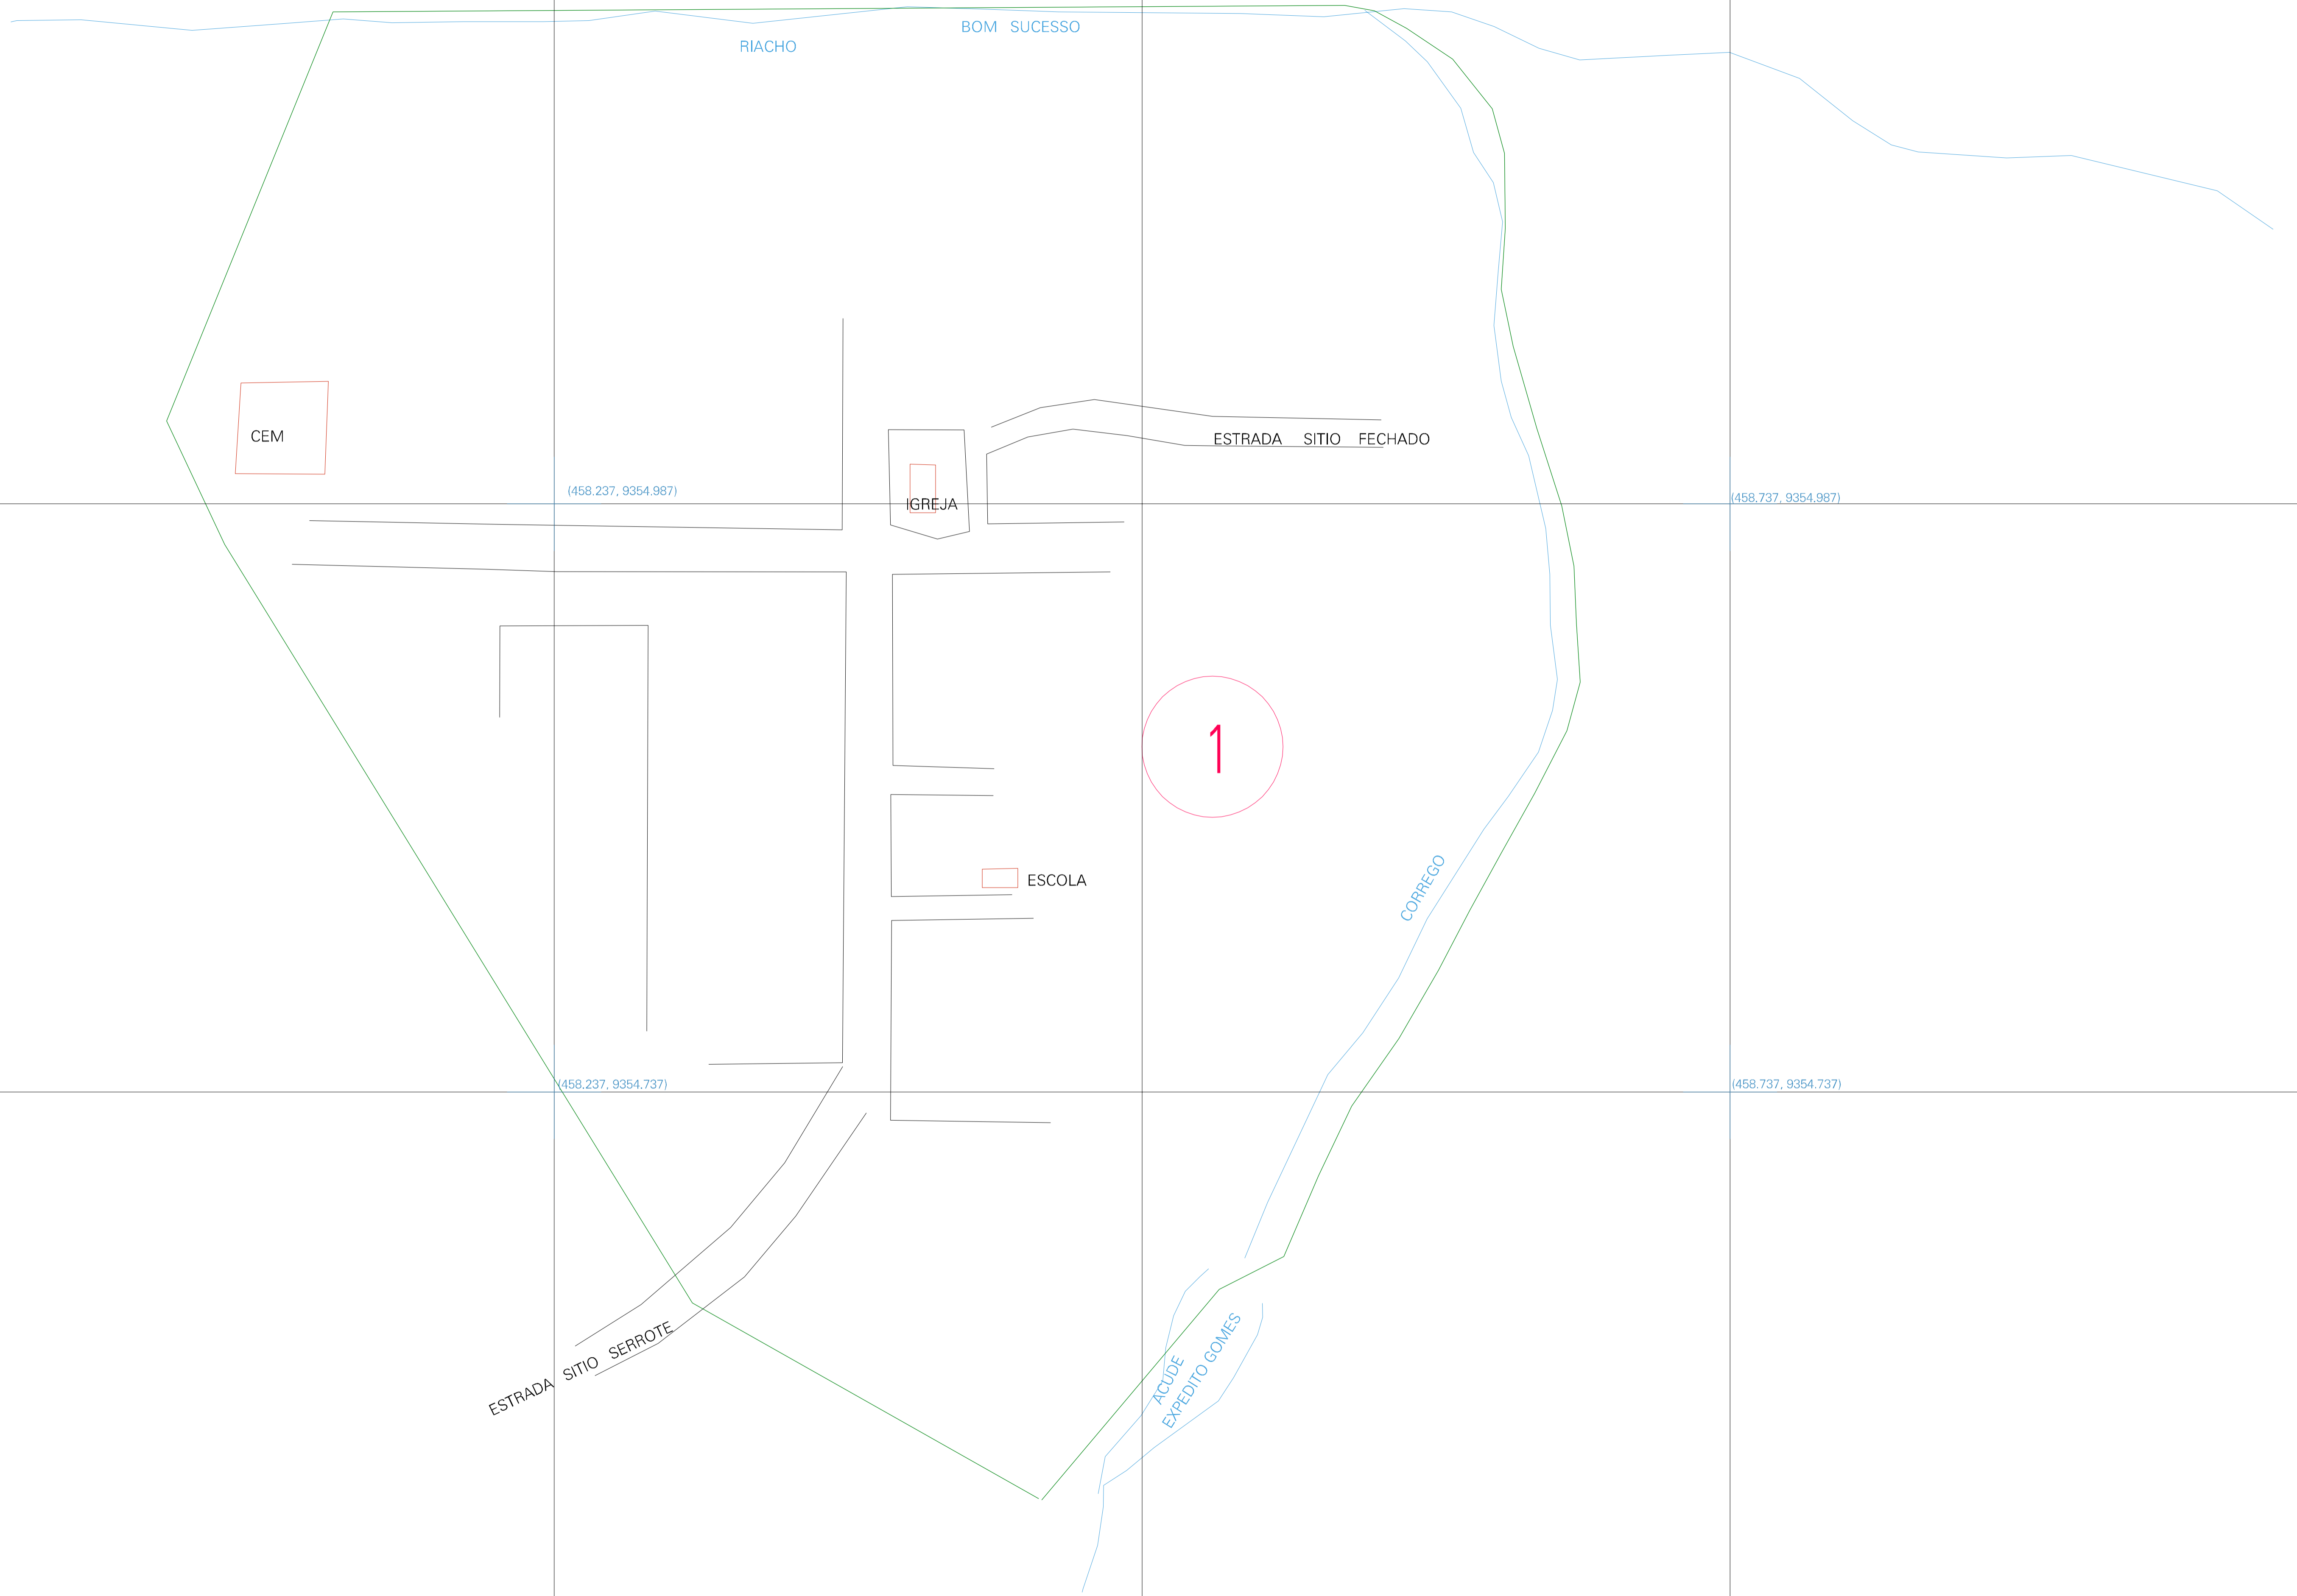 BOM SUCESSO
RIACHO
CEM
ESTRADA SITIO FECHADO
(458.237, 9354.987)
(458.737, 9354.987)
IGREJA
1
ESCOLA
CORREGO
(458.237, 9354.737)
(458.737, 9354.737)
ESTRADA SITIO SERROTE
ACUDE
EXPEDITO GOMES